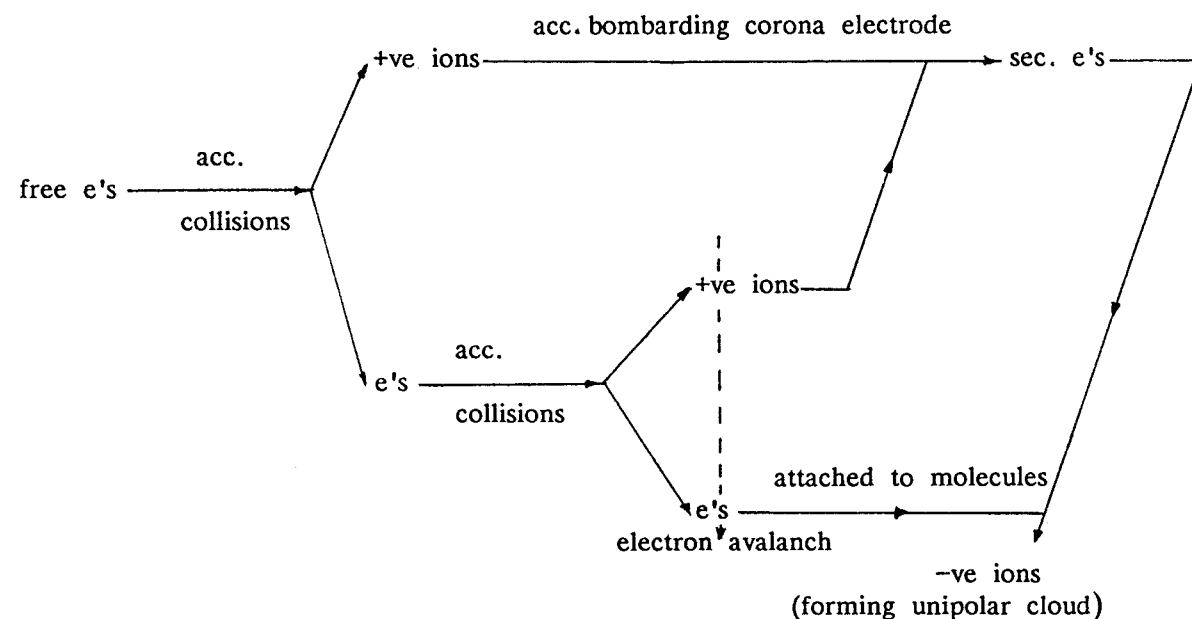 acc. bombarding corona electrode
+ve ions
sec. e's
acc.
free e's
collisions
+ve ions
acc.
e's
collisions
attached to molecules
e's
electron avalanch
-ve ions
(forming unipolar cloud)